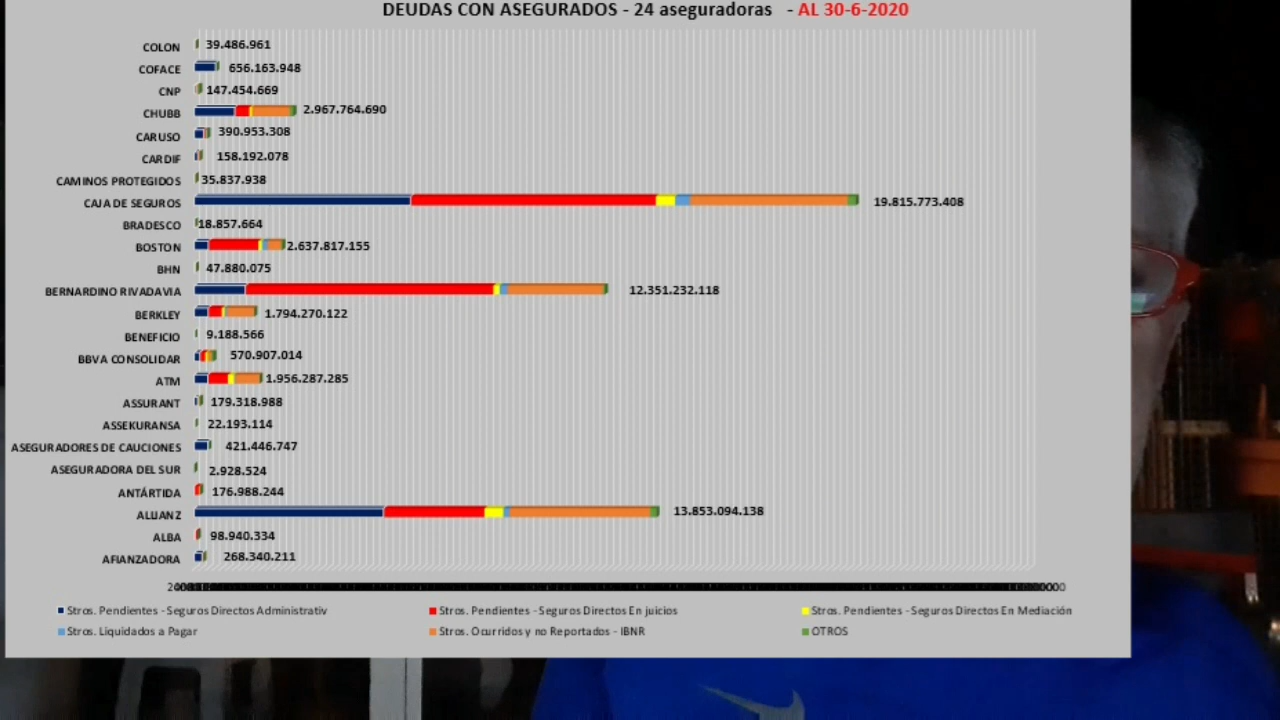 DEUDAS CON ASEGURADOS - 24 aseguradoras - AL 30-6-2020
COLON 39.486.961
COFACE 656.163.948
CNP 147.454.669
CHUBB 2.967.764.690
CARUSO 390.953.308
CARDIF 158.192.078
CAMINOS PROTEGIDOS 35.837.938
CAJA DE SEGUROS 19.815.773.408
BRADESCO 18.857.664
BOSTON 2.637.817.155
BHN 47.880.075
BERNARDINO RIVADAVIA 12.351.232.118
BERKLEY 1.794.270.122
BENEFICIO 9.188.566
BBVA CONSOLIDAR 570.907.014
ATM 1.956.287.285
ASSURANT 179.318.988
ASSEKURANSA 22.193.114
ASEGURADORES DE CAUCIONES 421.446.747
ASEGURADORA DEL SUR 2.928.524
ANTÁRTIDA 176.988.244
ALLIANZ 13.853.094.138
ALBA 98.940.334
AFIANZADORA 268.340.211
Stros. Pendientes - Seguros Directos Administrativ Stros. Pendientes - Seguros Directos En juicios Stros. Pendientes - Seguros Directos En Mediación
Stros. Liquidados a Pagar Stros. Ocurridos y no Reportados - IBNR OTROS